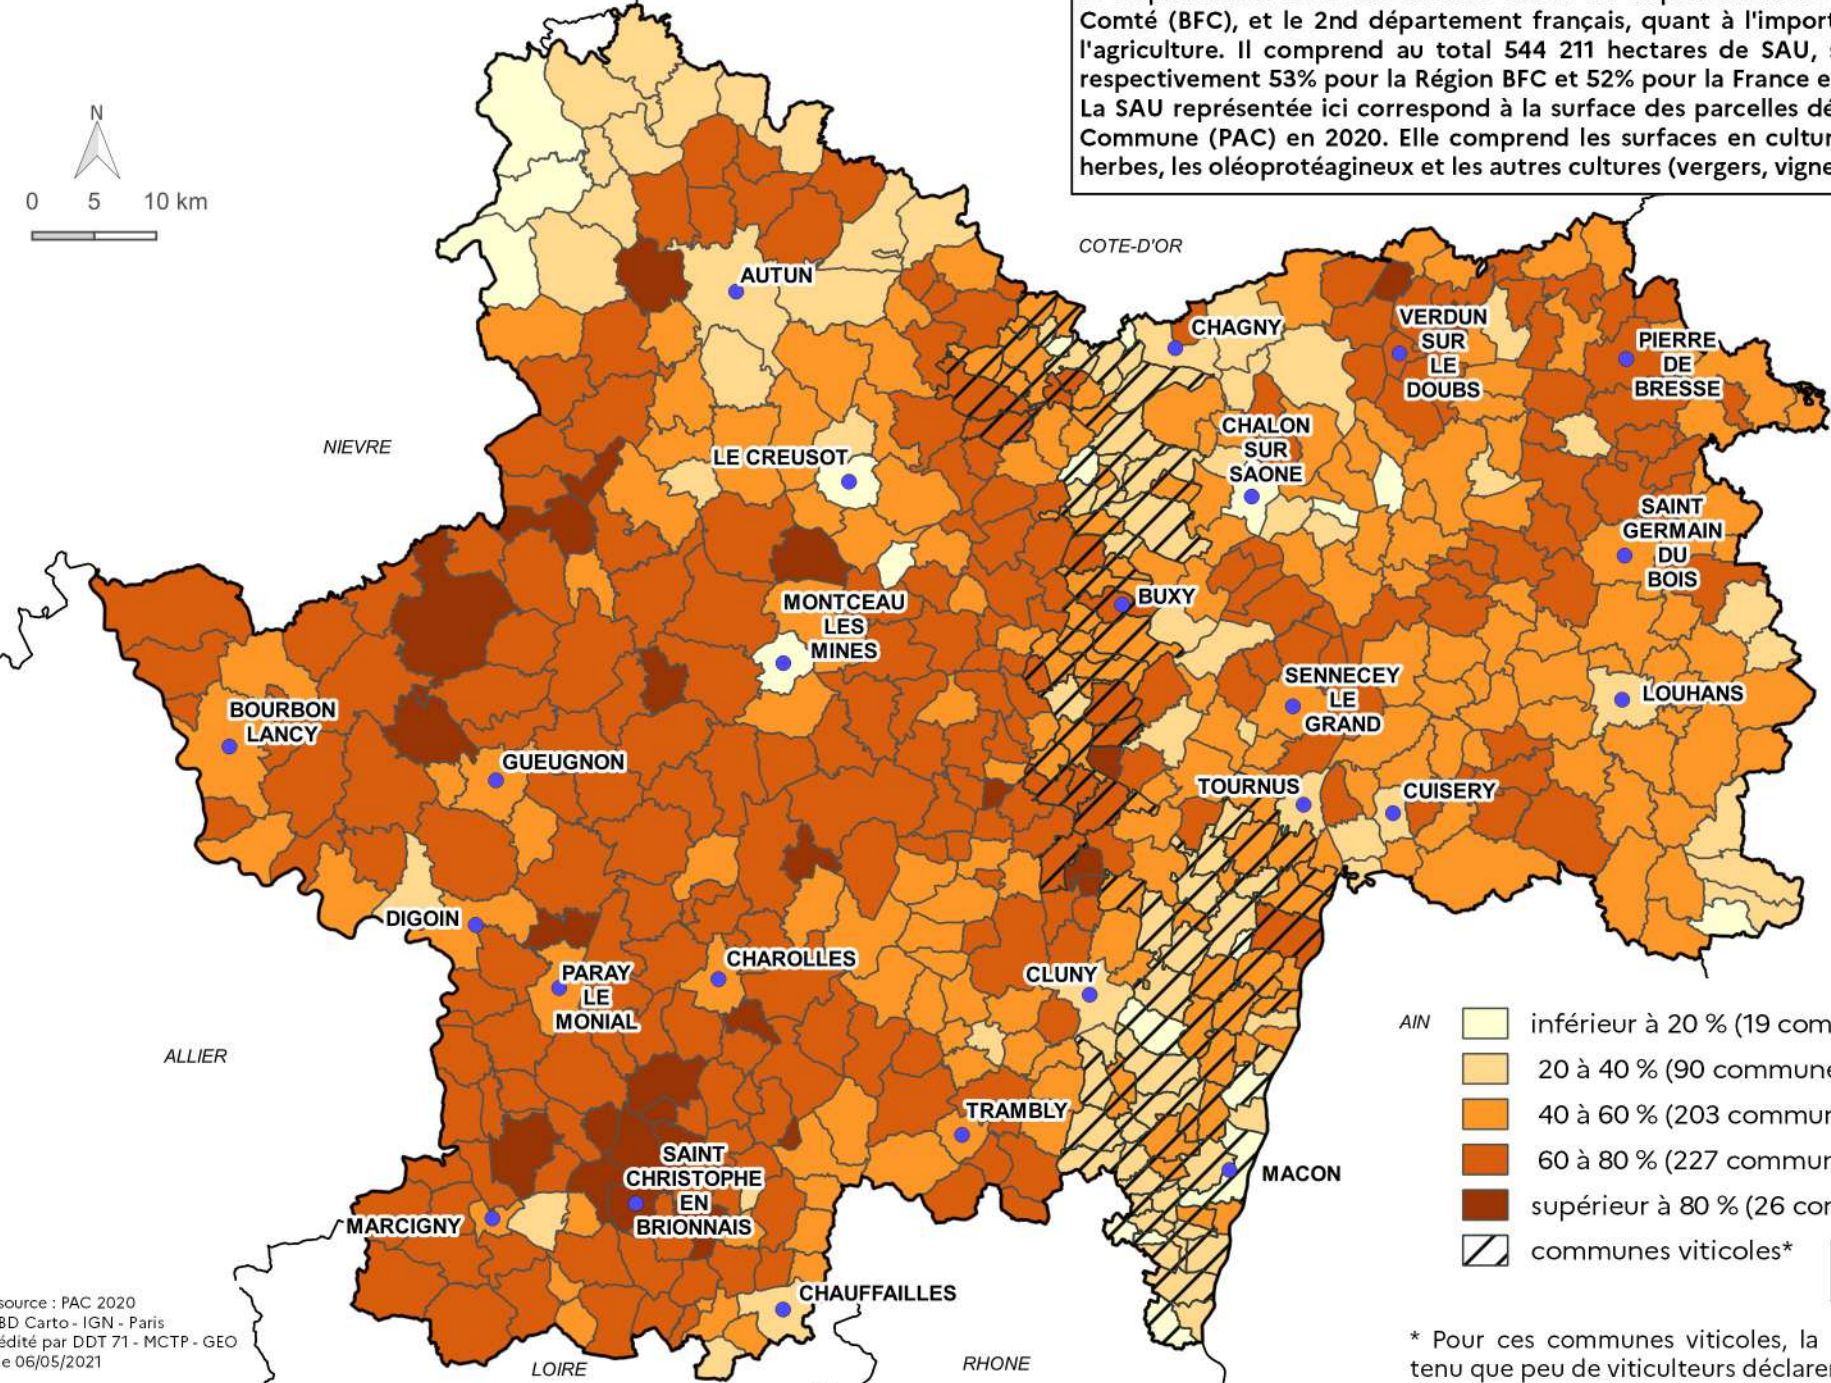 Comté (BFC), et le 2nd département français, quant à l'import
l'agriculture. Il comprend au total 544 211 hectares de SAU,
respectivement 53% pour la Région BFC et 52% pour la France e
La SAU représentée ici correspond à la surface des parcelles dé
Commune (PAC) en 2020. Elle comprend les surfaces en cultur
herbes, les oléoprotéagineux et les autres cultures (vergers, vigne
N
0 5 10 km
COTE-D'OR
NIEVRE
ALLIER
LOIRE
RHONE
AIN
AUTUN
CHAGNY
VERDUN
SUR
LE
DOUBS
PIERRE
DE
BRESSE
LE CREUSOT
CHALON
SUR
SAONE
SAINT
GERMAIN
DU
BOIS
MONTCEAU
LES
MINES
BUXY
BOURBON
LANCY
SENNECEY
LE
GRAND
LOUHANS
GUEUGNON
TOURNUS
CUISERY
DIGOIN
PARAY
LE
MONIAL
CHAROLLES
CLUNY
TRAMBLY
SAINT
CHRISTOPHE
EN
BRIONNAIS
MACON
MARCIGNY
CHAUFFAILLES
inférieur à 20 % (19 com
20 à 40 % (90 commune
40 à 60 % (203 commun
60 à 80 % (227 commun
supérieur à 80 % (26 con
communes viticoles*
* Pour ces communes viticoles, la
tenu que peu de viticulteurs déclaren
source : PAC 2020
BD Carto - IGN - Paris
édité par DDT 71 - MCTP - GEO
le 06/05/2021